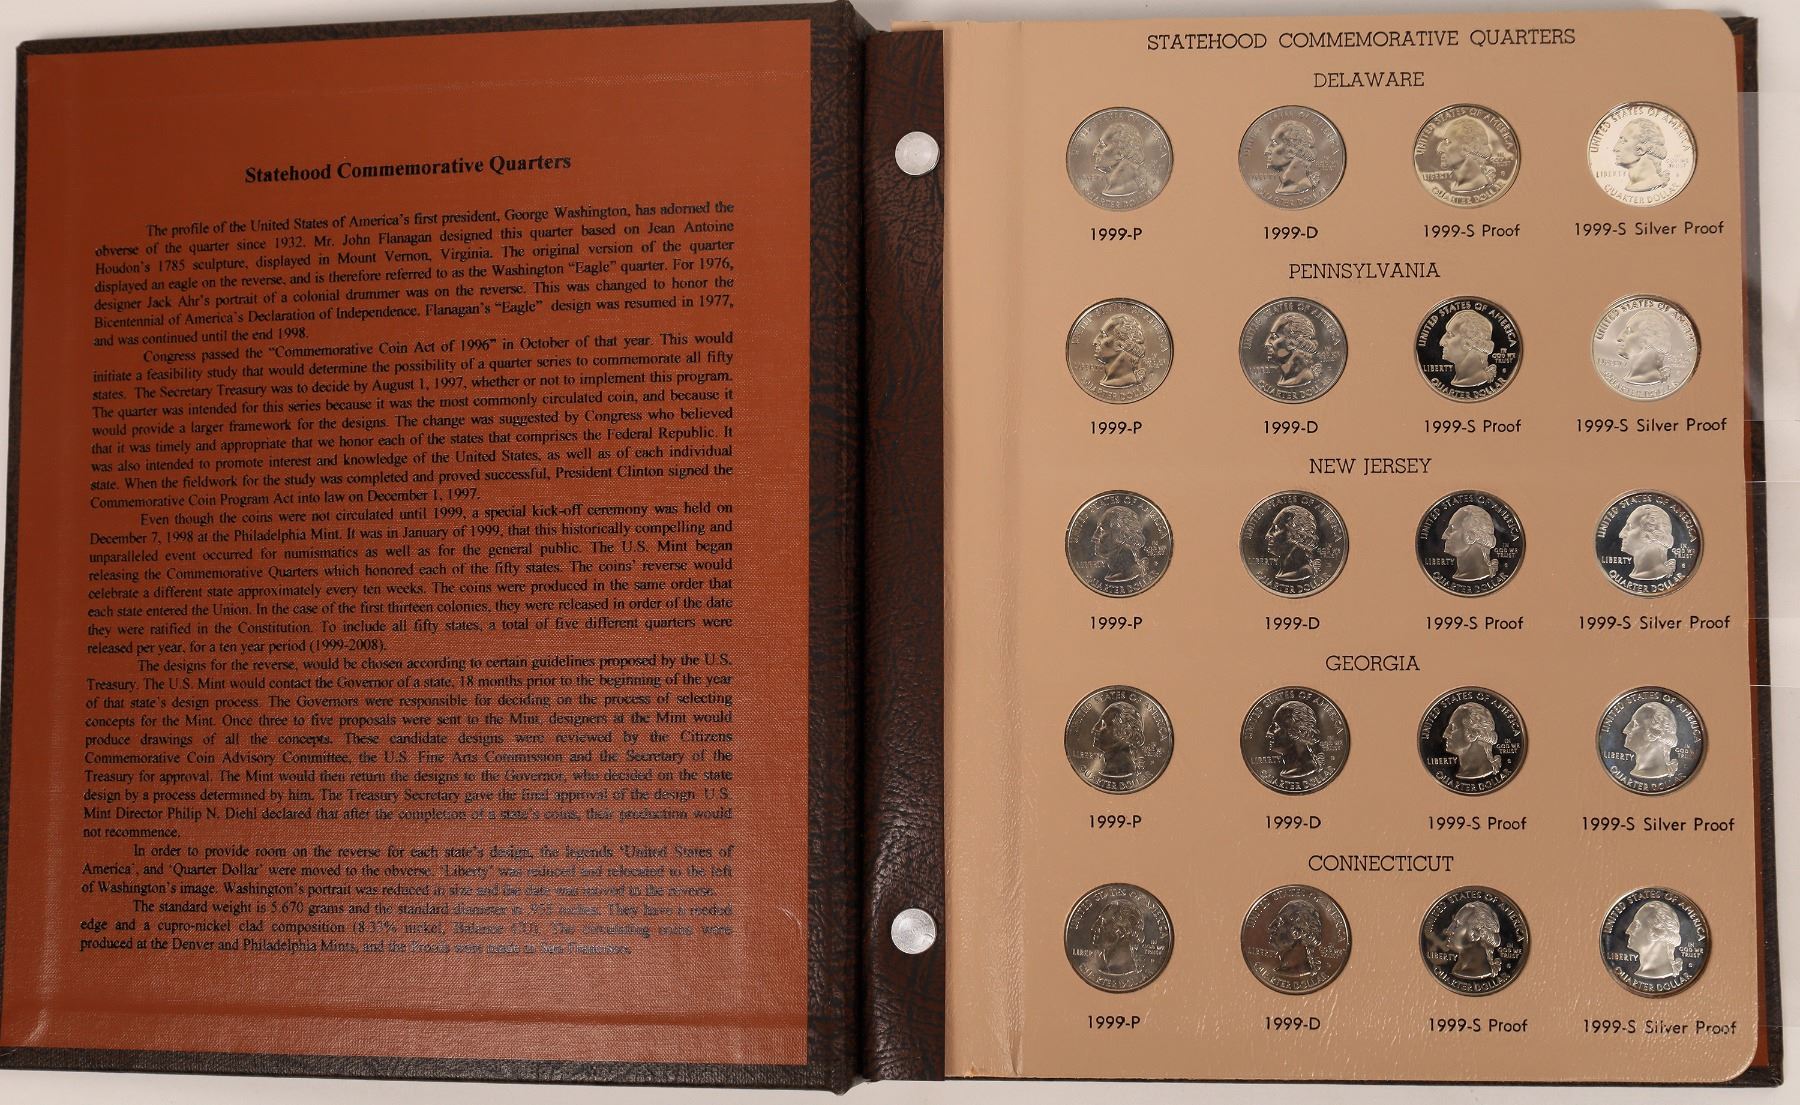 Statehood Commemorative Quarters
The profile of the United States of America's first president, George Washington, has adorned the
obverse of the quarter since 1932. Mr. John Flanagan designed this quarter based on Jean Antoine
Houdon's 1785 sculpture, displayed in Mount Vernon, Virginia. The original version of the quarter
displayed an eagle on the reverse, and is therefore referred to as the Washington "Eagle" quarter. For 1976,
designer Jack Ahr's portrait of a colonial drummer was on the reverse. This was changed to honor the
Bicentennial of America's Declaration of Independence. Flanagan's "Eagle" design was resumed in 1977,
and was continued until the end 1998.
Congress passed the "Commemorative Coin Act of 1996" in October of that year. This would
initiate a feasibility study that would determine the possibility of a quarter series to commemorate all fifty
states. The Secretary Treasury was to decide by August 1, 1997, whether or not to implement this program.
The quarter was intended for this series because it was the most commonly circulated coin, and because it
would provide a larger framework for the designs. The change was suggested by Congress who believed
that it was timely and appropriate that we honor each of the states that comprises the Federal Republic. It
was also intended to promote interest and knowledge of the United States, as well as of each individual
state. When the fieldwork for the study was completed and proved successful, President Clinton signed the
Commemorative Coin Program Act into law on December 1, 1997.
Even though the coins were not circulated until 1999, a special kick-off ceremony was held on
December 7, 1998 at the Philadelphia Mint. It was in January of 1999, that this historically compelling and
unparalleled event occurred for numismatics as well as for the general public. The U.S. Mint began
releasing the Commemorative Quarters which honored each of the fifty states. The coins' reverse would
celebrate a different state approximately every ten weeks. The coins were produced in the same order that
each state entered the Union. In the case of the first thirteen colonies, they were released in order of the date
they were ratified in the Constitution. To include all fifty states, a total of five different quarters were
released per year, for a ten year period (1999-2008).
The designs for the reverse, would be chosen according to certain guidelines proposed by the U.S.
Treasury. The U.S. Mint would contact the Governor of a state, 18 months prior to the beginning of the year
of that state's design process. The Governors were responsible for deciding on the process of selecting
concepts for the Mint. Once three to five proposals were sent to the Mint, designers at the Mint would
produce drawings of all the concepts. These candidate designs were reviewed by the Citizens
Commemorative Coin Advisory Committee, the U.S. Fine Arts Commission and the Secretary of the
Treasury for approval. The Mint would then return the designs to the Governor, who decided on the state
design by a process determined by him. The Treasury Secretary gave the final approval of the design. U.S.
Mint Director Philip N. Diehl declared that after the completion of a state's coins, their production would
not recommence.
In order to provide room on the reverse for each state's design, the legends 'United States of
America', and 'Quarter Dollar' were moved to the obverse. 'Liberty' was reduced and relocated to the left
of Washington's image. Washington's portrait was reduced in size and the date was moved to the reverse.
The standard weight is 5.670 grams and the standard diameter is .955 inches. They have a reeded
edge and a cupro-nickel clad composition (8.33% nickel, Balance CU). The circulating coins were
produced at the Denver and Philadelphia Mints, and the Proofs were made in San Francisco.
STATEHOOD COMMEMORATIVE QUARTERS
DELAWARE
1999-P 1999-D 1999-S Proof 1999-S Silver Proof
PENNSYLVANIA
1999-P 1999-D 1999-S Proof 1999-S Silver Proof
NEW JERSEY
1999-P 1999-D 1999-S Proof 1999-S Silver Proof
GEORGIA
1999-P 1999-D 1999-S Proof 1999-S Silver Proof
CONNECTICUT
1999-P 1999-D 1999-S Proof 1999-S Silver Proof